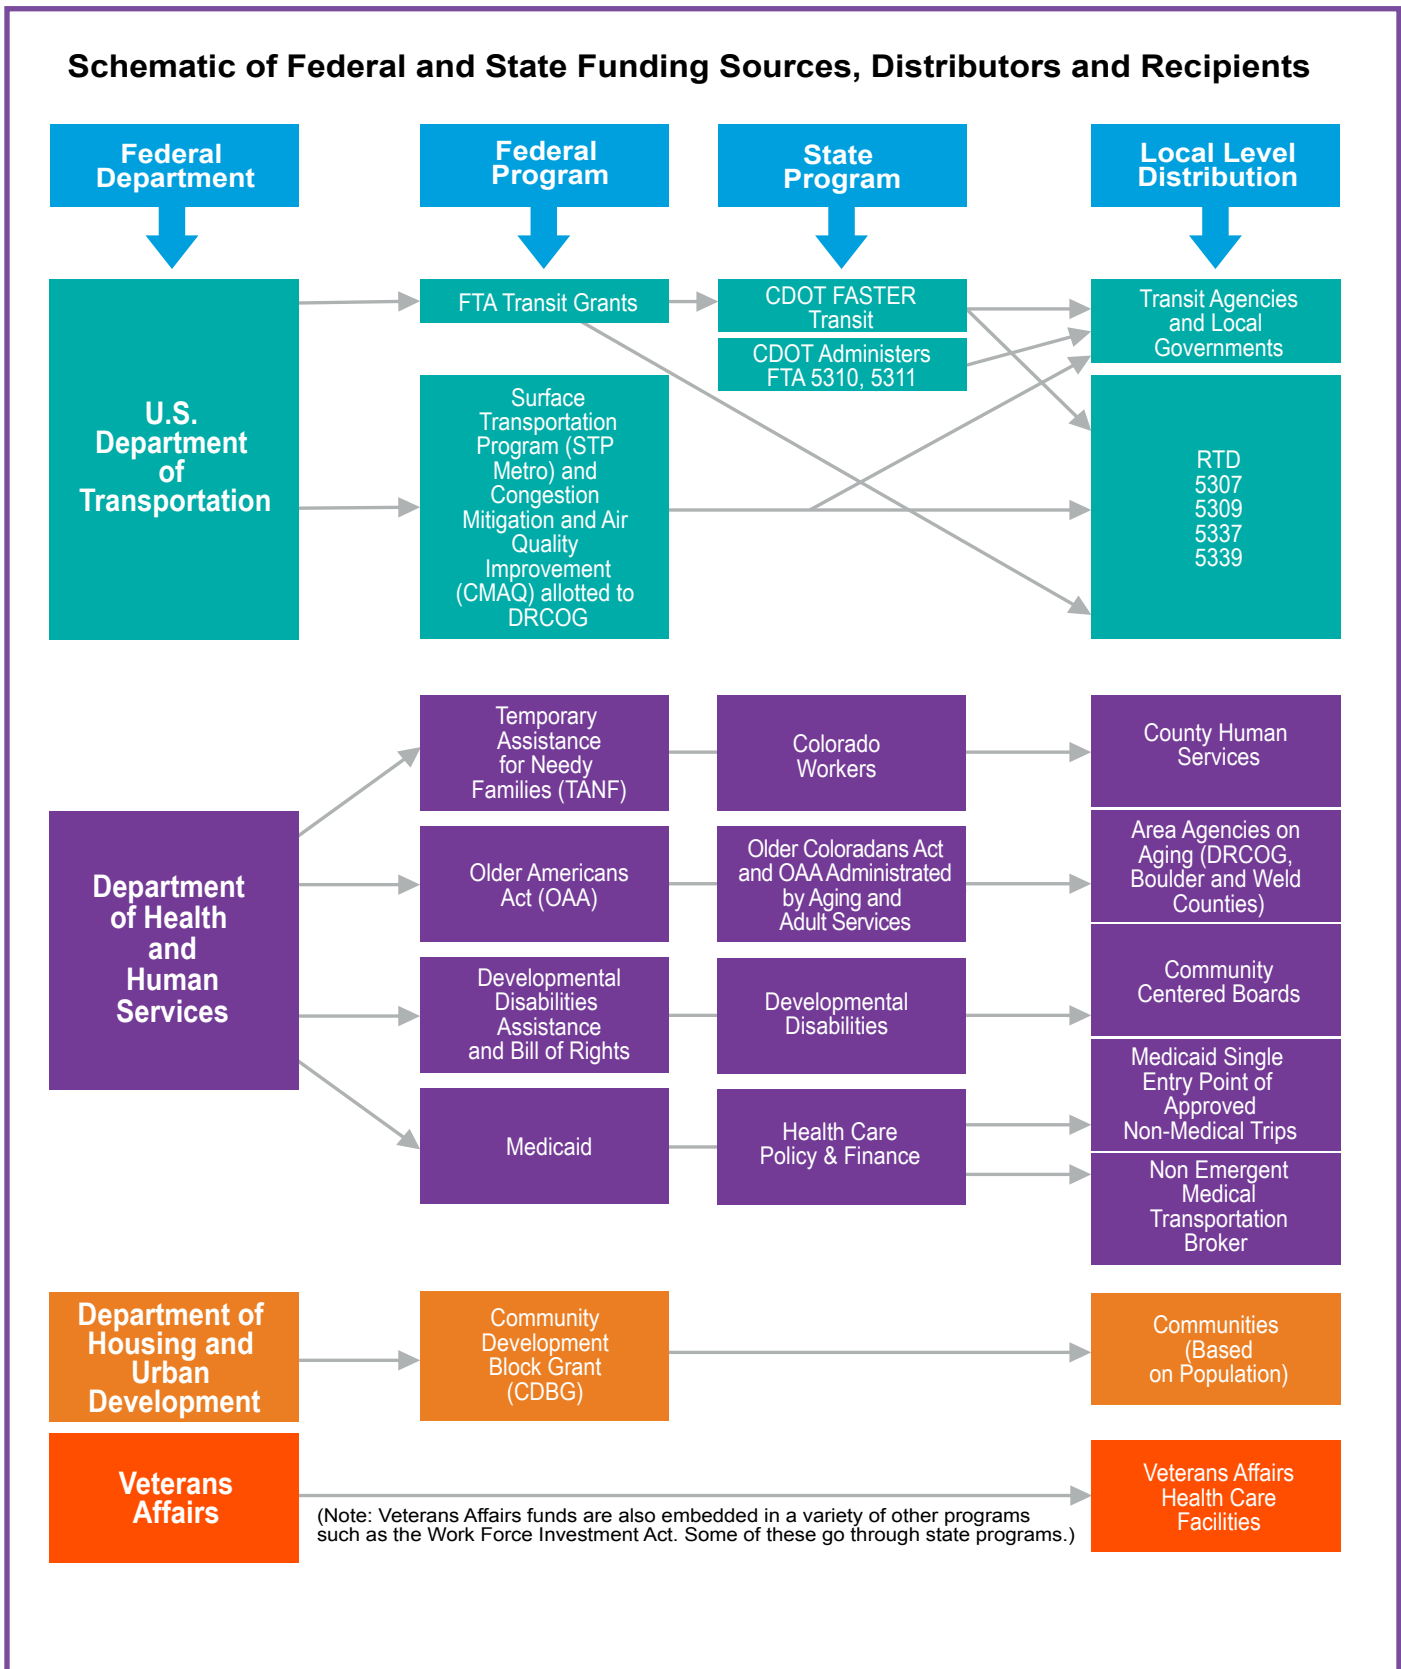 Schematic of Federal and State Funding Sources, Distributors and Recipients
Federal
Department
Federal
Program
State
Program
Local Level
Distribution
U.S.
Department
of
Transportation
FTA Transit Grants
CDOT FASTER
Transit
CDOT Administers
FTA 5310, 5311
Transit Agencies
and Local
Governments
Surface
Transportation
Program (STP
Metro) and
Congestion
Mitigation and Air
Quality
Improvement
(CMAQ) allotted to
DRCOG
RTD
5307
5309
5337
5339
Department
of Health
and
Human
Services
Temporary
Assistance
for Needy
Families (TANF)
Colorado
Workers
County Human
Services
Older Americans
Act (OAA)
Older Coloradans Act
and OAA Administrated
by Aging and
Adult Services
Area Agencies on
Aging (DRCOG,
Boulder and Weld
Counties)
Developmental
Disabilities
Assistance
and Bill of Rights
Developmental
Disabilities
Community
Centered Boards
Medicaid
Health Care
Policy & Finance
Medicaid Single
Entry Point of
Approved
Non-Medical Trips
Non Emergent
Medical
Transportation
Broker
Department of
Housing and
Urban
Development
Community
Development
Block Grant
(CDBG)
Communities
(Based
on Population)
Veterans
Affairs
(Note: Veterans Affairs funds are also embedded in a variety of other programs
such as the Work Force Investment Act. Some of these go through state programs.)
Veterans Affairs
Health Care
Facilities